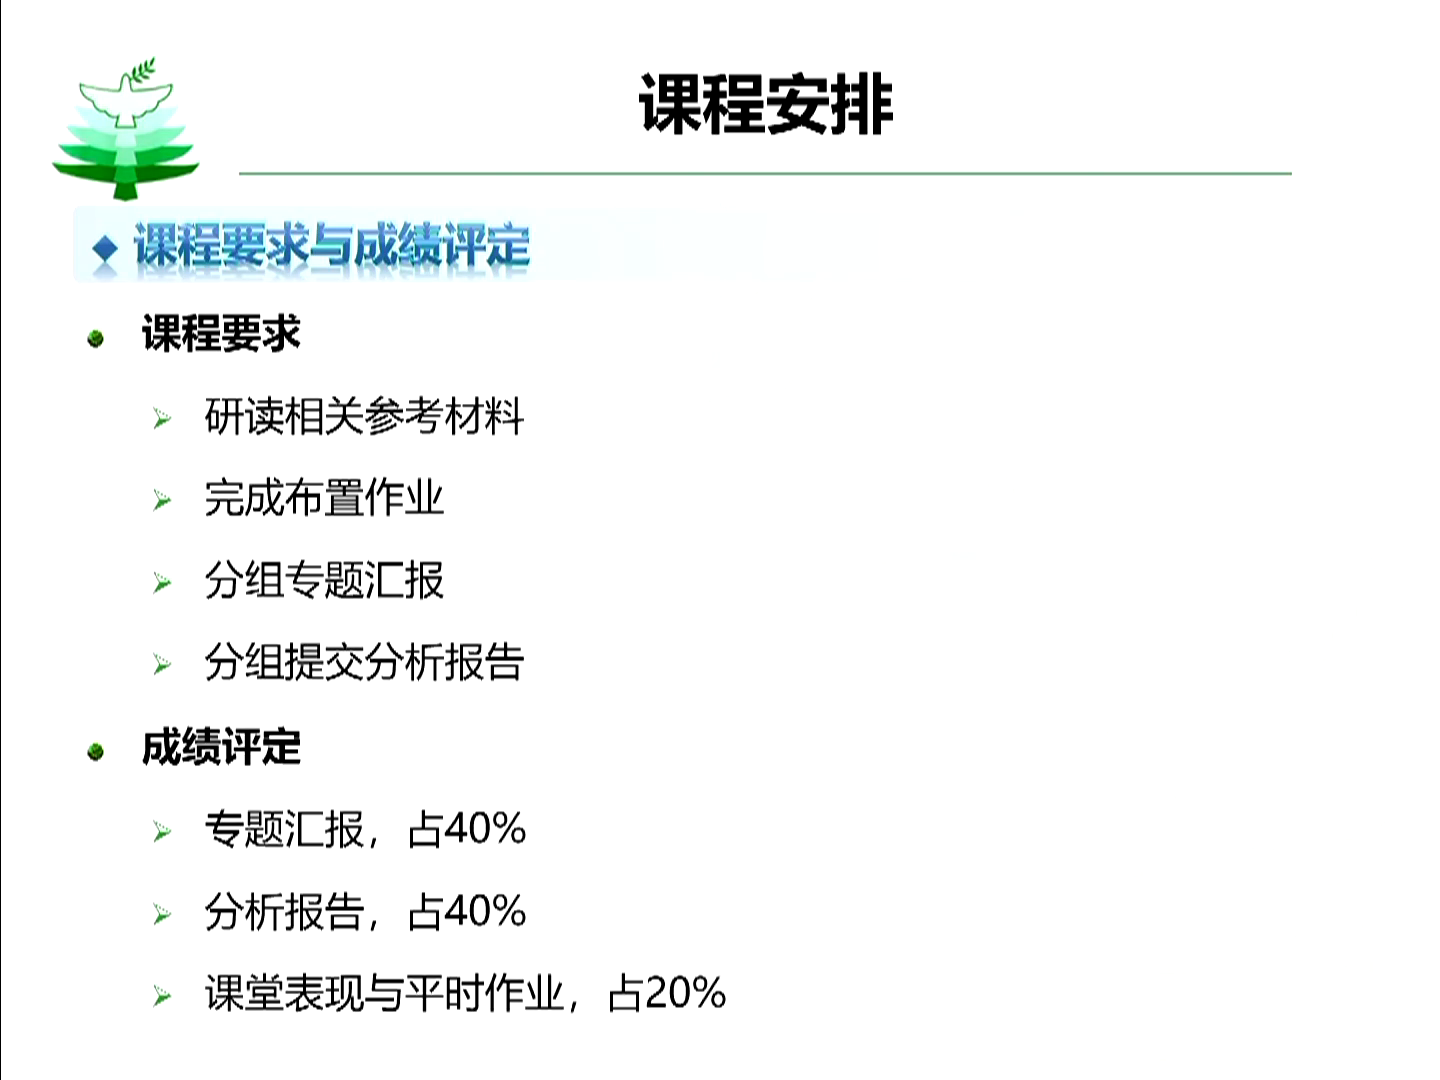 课程安排
课程要求与成绩评定
课程要求
研读相关参考材料
完成布置作业
分组专题汇报
分组提交分析报告
成绩评定
专题汇报，占40%
分析报告，占40%
课堂表现与平时作业，占20%